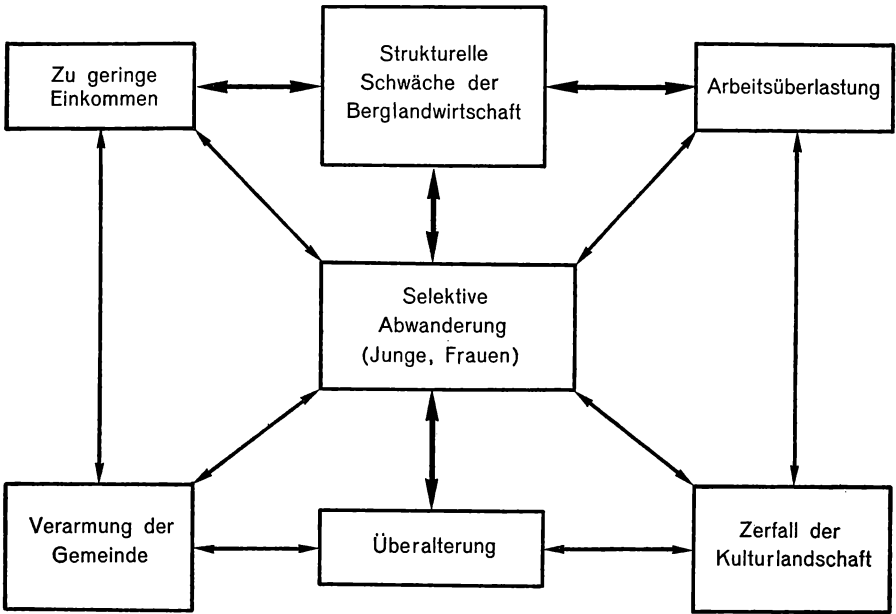 Zu geringe
Einkommen
Strukturelle
Schwäche der
Berglandwirtschaft
Arbeitsüberlastung
Selektive
Abwanderung
(Junge, Frauen)
Verarmung der
Gemeinde
Überalterung
Zerfall der
Kulturlandschaft